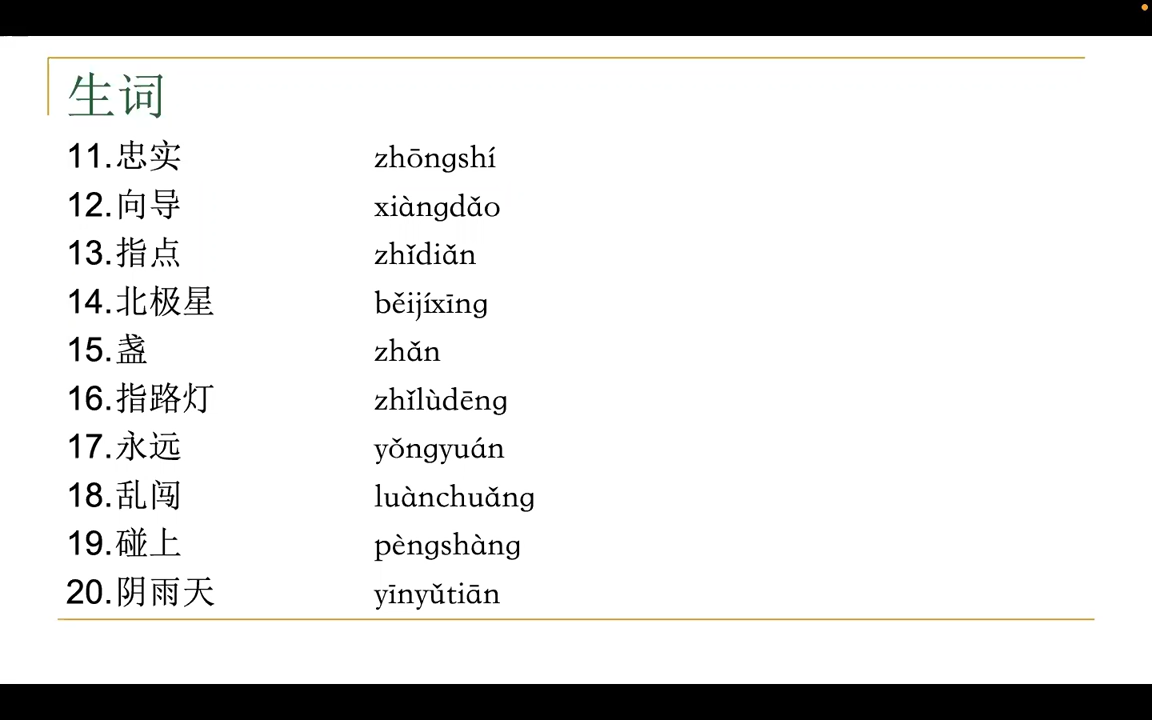 生词
11.忠实 zhōngshí
12.向导 xiàngdǎo
13.指点 zhǐdiǎn
14.北极星 běijíxīng
15.盏 zhǎn
16.指路灯 zhǐlùdēng
17.永远 yǒngyuán
18.乱闯 luànchuǎng
19.碰上 pèngshàng
20.阴雨天 yīnyǔtiān